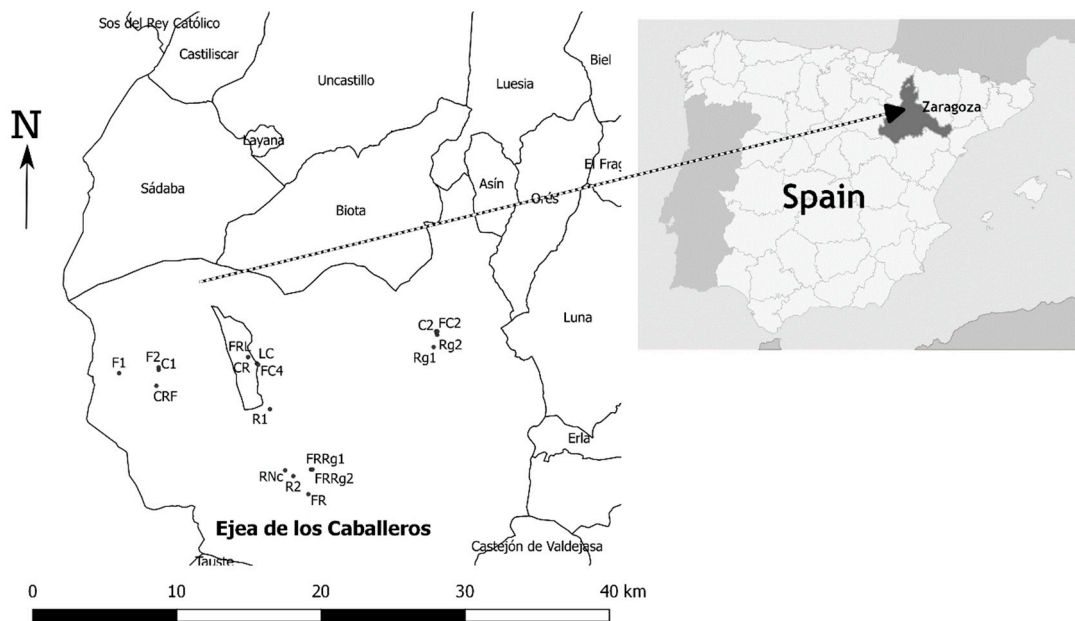 Sos del Rey Católico
Castiliscar
Uncastillo
Luesia
Biel
N
Layana
Sádaba
Asín
El Frag
Orés
Biota
Luna
F1
F2
C1
CRF
FRL
LC
CR
FC4
R1
C2
FC2
Rg2
Rg1
FRRg1
RNc
FRRg2
R2
FR
Erla
Ejea de los Caballeros
Castejón de Valdejasa
Tauste
0 10 20 30 40 km
Zaragoza
Spain